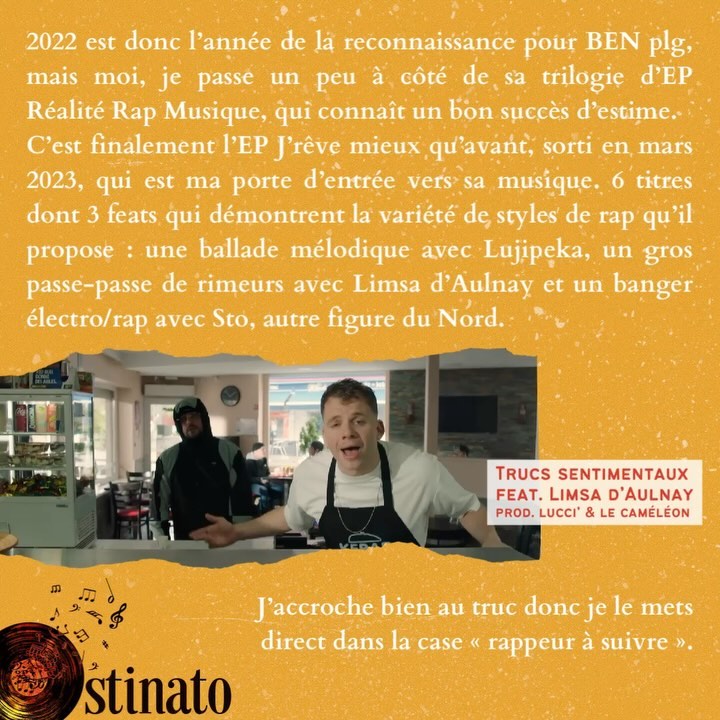 2022 est donc l’année de la reconnaissance pour BEN plg,
mais moi, je passe un peu à côté de sa trilogie d’EP
Réalité Rap Musique, qui connaît un bon succès d’estime.
C’est finalement l’EP J’rêve mieux qu’avant, sorti en mars
2023, qui est ma porte d’entrée vers sa musique. 6 titres
dont 3 feats qui démontrent la variété de styles de rap qu’il
propose : une ballade mélodique avec Lujipeka, un gros
passe-passe de rimeurs avec Limsa d’Aulnay et un banger
électro/rap avec Sto, autre figure du Nord.
TRUCS SENTIMENTAUX
FEAT. LIMSA D’AULNAY
PROD. LUCCI’ & LE CAMÉLÉON
J’accroche bien au truc donc je le mets
direct dans la case « rappeur à suivre ».
Ostinato